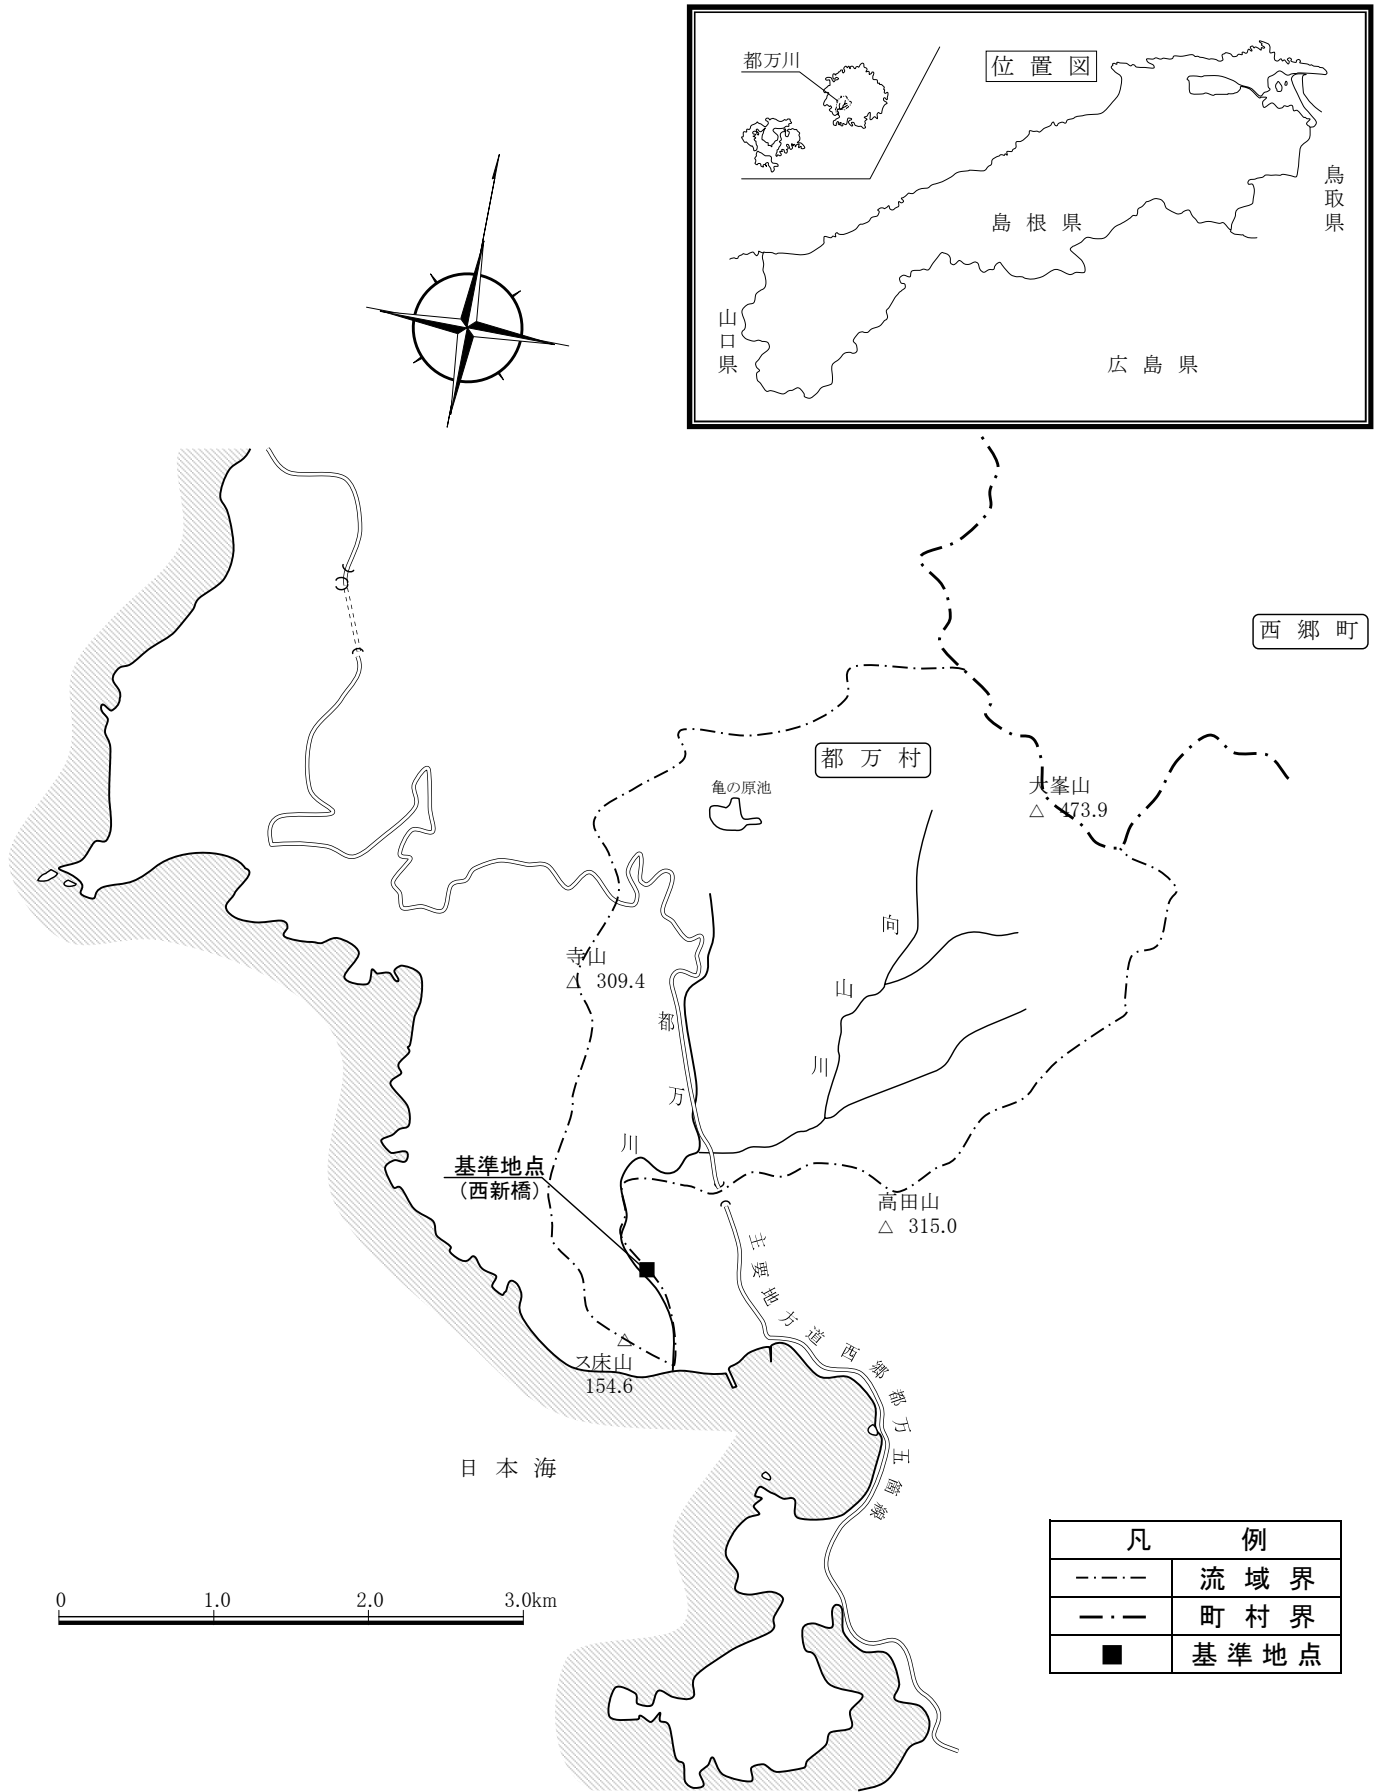 位置図
都万川
島根県
鳥取県
山口県
広島県
西郷町
都万村
亀の原池
大峯山
△ 473.9
寺山
△ 309.4
向山川
都万川
基準地点
(西新橋)
高田山
△ 315.0
主要地方道西郷都万五箇線
△
ス床山
154.6
日本海
0 1.0 2.0 3.0km
凡例
流域界
町村界
■ 基準地点